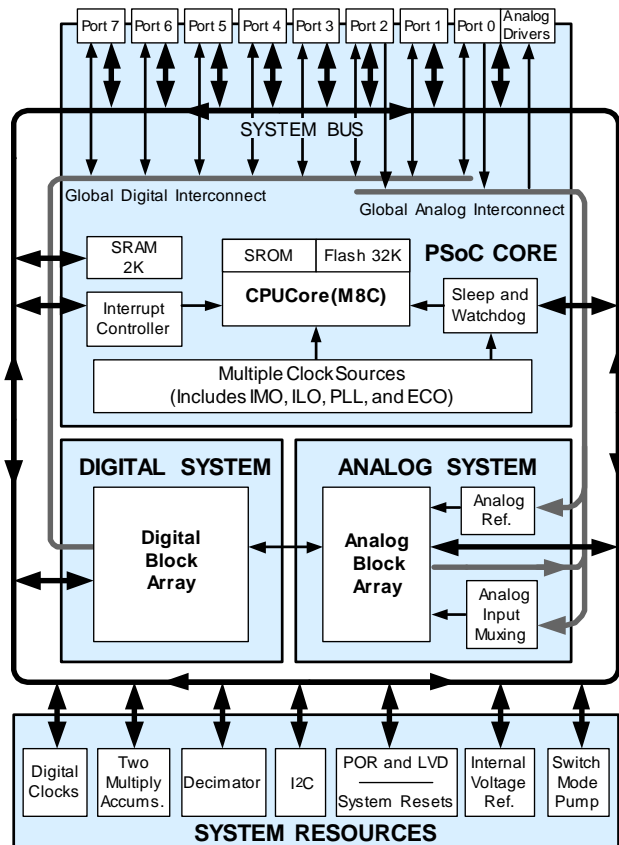 Port 7 Port 6 Port 5 Port 4 Port 3 Port 2 Port 1 Port 0 Analog Drivers
SYSTEM BUS
Global Digital Interconnect
Global Analog Interconnect
PSoC CORE
SRAM
2K
SROM Flash 32K
CPUCore(M8C)
Interrupt
Controller
Sleep and
Watchdog
Multiple Clock Sources
(Includes IMO, ILO, PLL, and ECO)
DIGITAL SYSTEM
Digital
Block
Array
ANALOG SYSTEM
Analog
Block
Array
Analog
Ref.
Analog
Input
Muxing
Digital
Clocks
Two
Multiply
Accums.
Decimator
I2C
POR and LVD
System Resets
Internal
Voltage
Ref.
Switch
Mode
Pump
SYSTEM RESOURCES